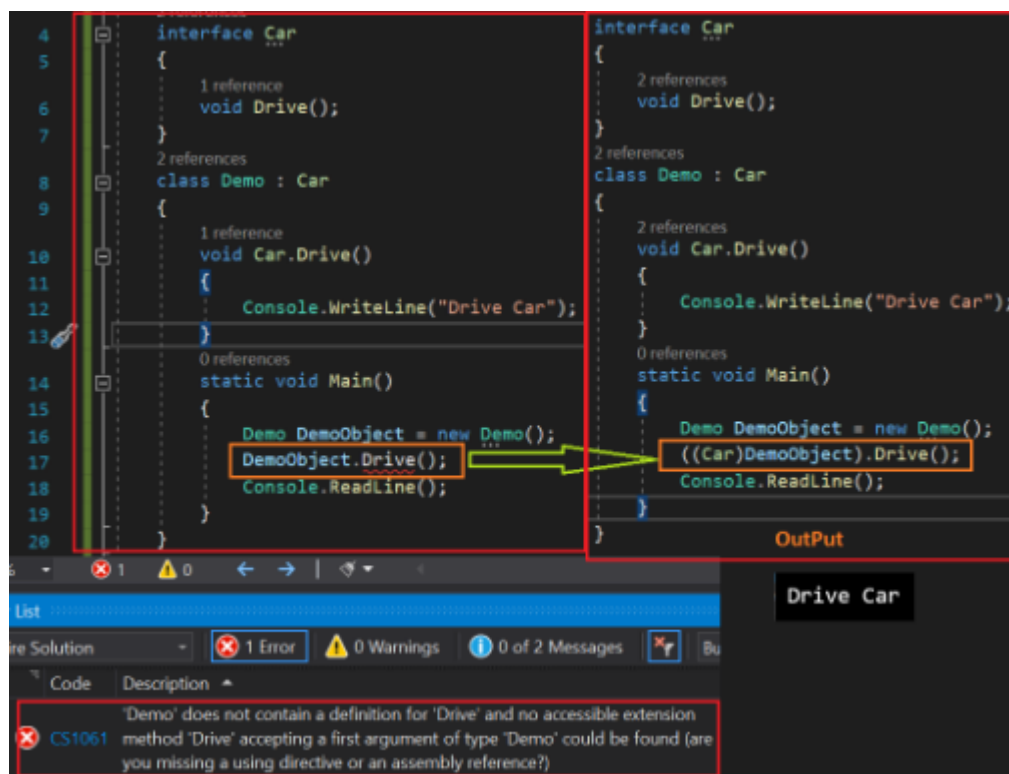 4 interface Car
5 {
1 reference
6 void Drive();
7 }
2 references
8 class Demo : Car
9 {
1 reference
10 void Car.Drive()
11 {
12 Console.WriteLine("Drive Car");
13 }
0 references
14 static void Main()
15 {
16 Demo DemoObject = new Demo();
17 DemoObject.Drive();
18 Console.ReadLine();
19 }
20 }
interface Car
{
2 references
void Drive();
}
2 references
class Demo : Car
{
2 references
void Car.Drive()
{
Console.WriteLine("Drive Car");
}
0 references
static void Main()
{
Demo DemoObject = new Demo();
((Car)DemoObject).Drive();
Console.ReadLine();
}
}
OutPut
Drive Car
% 1 0
List
ire Solution 1 Error 0 Warnings 0 of 2 Messages Bu
Code Description
CS1061 'Demo' does not contain a definition for 'Drive' and no accessible extension
method 'Drive' accepting a first argument of type 'Demo' could be found (are
you missing a using directive or an assembly reference?)